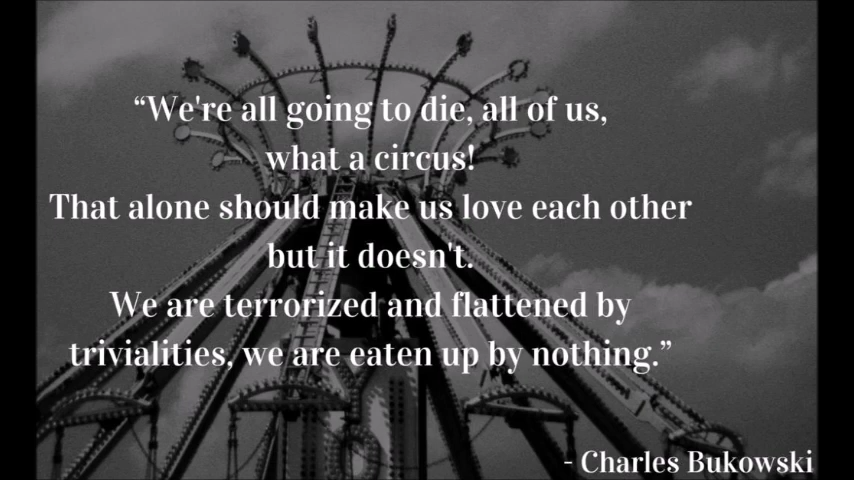 “We're all going to die, all of us,
what a circus!
That alone should make us love each other
but it doesn't.
We are terrorized and flattened by
trivialities, we are eaten up by nothing.”
- Charles Bukowski